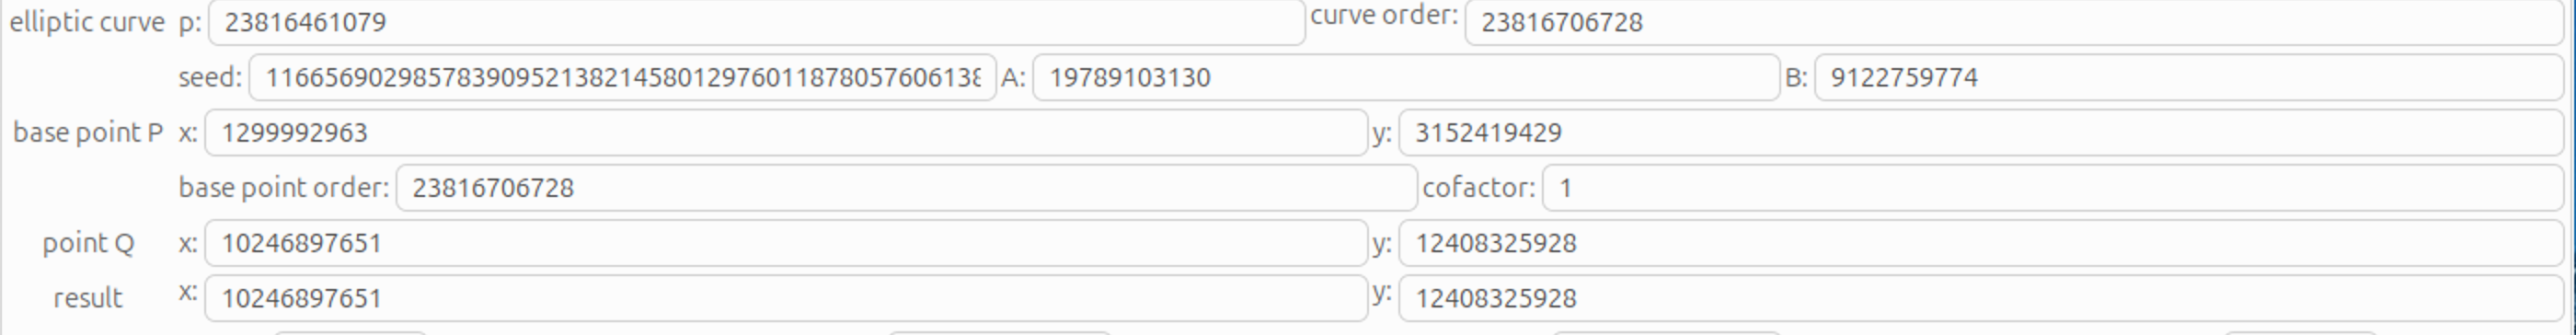 elliptic curve p: 23816461079 curve order: 23816706728
seed: 1166569029857839095213821458012976011878057606138 A: 19789103130 B: 9122759774
base point P x: 1299992963 y: 3152419429
base point order: 23816706728 cofactor: 1
point Q x: 10246897651 y: 12408325928
result x: 10246897651 y: 12408325928